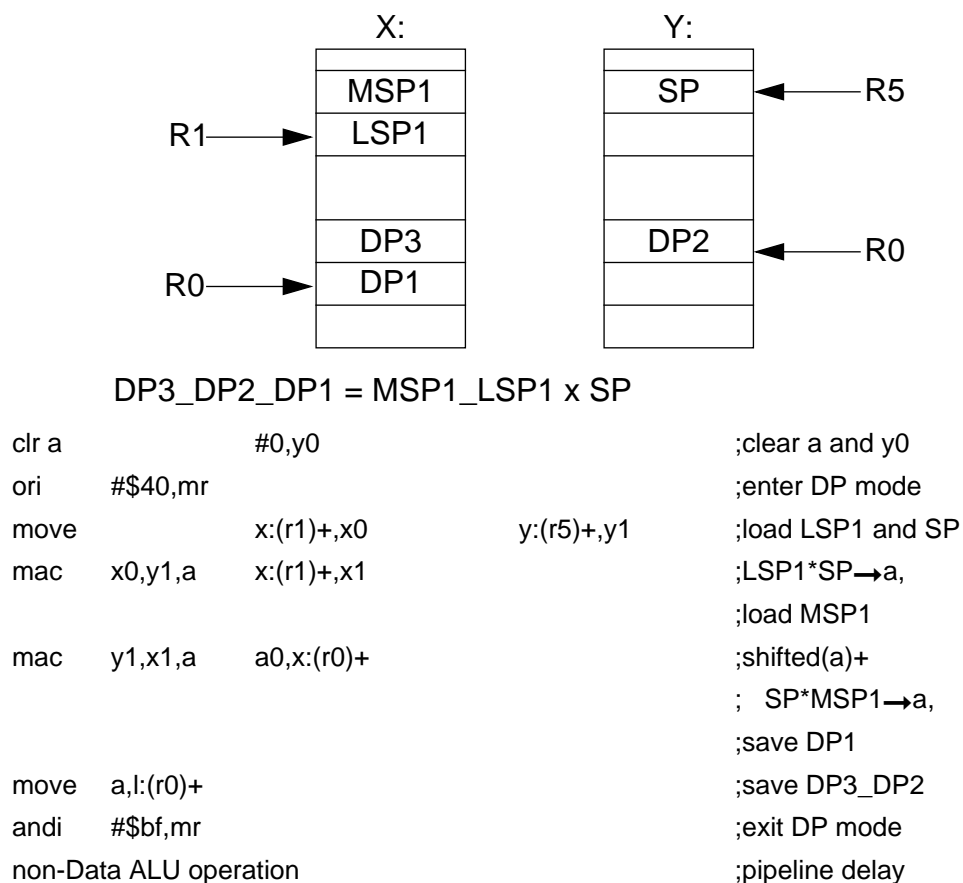 X: Y:
MSP1 SP R5
R1 LSP1
DP3 DP2 R0
R0 DP1
DP3_DP2_DP1 = MSP1_LSP1 x SP
clr a #0,y0 ;clear a and y0
ori #$40,mr ;enter DP mode
move x:(r1)+,x0 y:(r5)+,y1 ;load LSP1 and SP
mac x0,y1,a x:(r1)+,x1 ;LSP1*SP→a,
;load MSP1
mac y1,x1,a a0,x:(r0)+ ;shifted(a)+
; SP*MSP1→a,
;save DP1
move a,l:(r0)+ ;save DP3_DP2
andi #$bf,mr ;exit DP mode
non-Data ALU operation ;pipeline delay